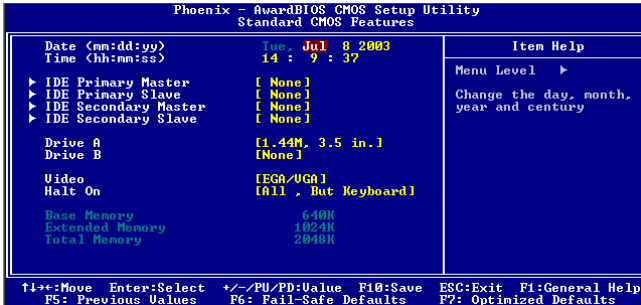 Phoenix - AwardBIOS CMOS Setup Utility
Standard CMOS Features
Date (mm:dd:yy) Tue, Jul 8 2003
Time (hh:mm:ss) 14 : 9 : 37
IDE Primary Master [ None]
IDE Primary Slave [ None]
IDE Secondary Master [ None]
IDE Secondary Slave [ None]
Drive A [1.44M, 3.5 in.]
Drive B [None]
Video [EGA/VGA]
Halt On [All , But Keyboard]
Base Memory 640K
Extended Memory 1024K
Total Memory 2048K
Item Help
Menu Level ▶
Change the day, month,
year and century
↑↓→←:Move Enter:Select +/-/PU/PD:Value F10:Save ESC:Exit F1:General Help
F5: Previous Values F6: Fail-Safe Defaults F7: Optimized Defaults